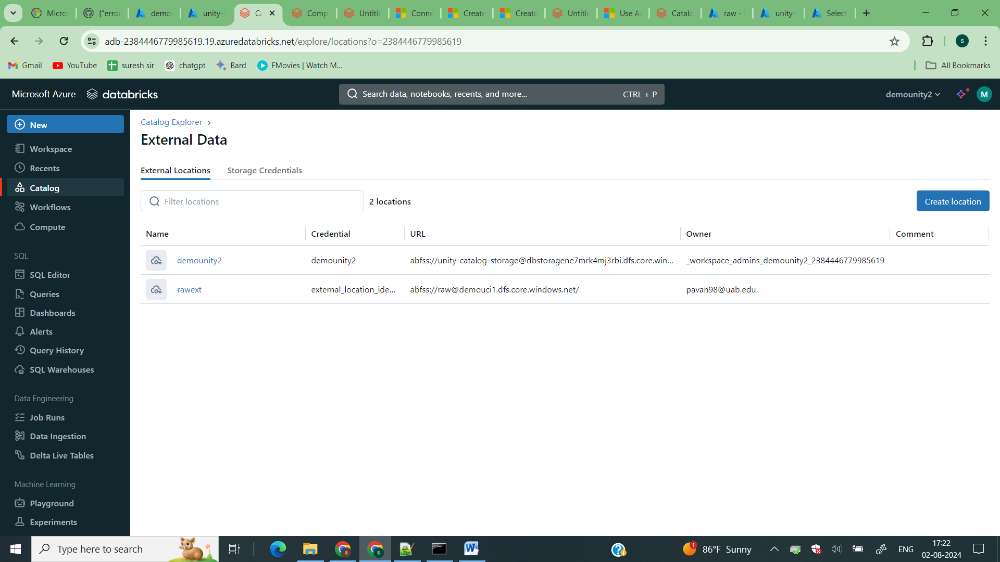 Micros
{"error
demou
unity-c
Ca
Comp
Untitle
Conne
Create
Create
Untitle
Use Az
Catalo
raw -
unity-
Select
adb-2384446779985619.19.azuredatabricks.net/explore/locations?o=2384446779985619
S
Gmail
YouTube
suresh sir
chatgpt
Bard
FMovies | Watch M...
All Bookmarks
Microsoft Azure
databricks
Search data, notebooks, recents, and more...
CTRL + P
demounity2
M
New
Workspace
Recents
Catalog
Workflows
Compute
SQL
SQL Editor
Queries
Dashboards
Alerts
Query History
SQL Warehouses
Data Engineering
Job Runs
Data Ingestion
Delta Live Tables
Machine Learning
Playground
Experiments
Catalog Explorer ›
External Data
External Locations
Storage Credentials
Filter locations
2 locations
Create location
Name Credential URL Owner Comment
demounity2 demounity2 abfss://unity-catalog-storage@dbstoragene7mrk4mj3rbi.dfs.core.win... _workspace_admins_demounity2_2384446779985619
rawext external_location_ide... abfss://raw@demouci1.dfs.core.windows.net/ pavan98@uab.edu
Type here to search
1
86°F Sunny
ENG
17:22
02-08-2024